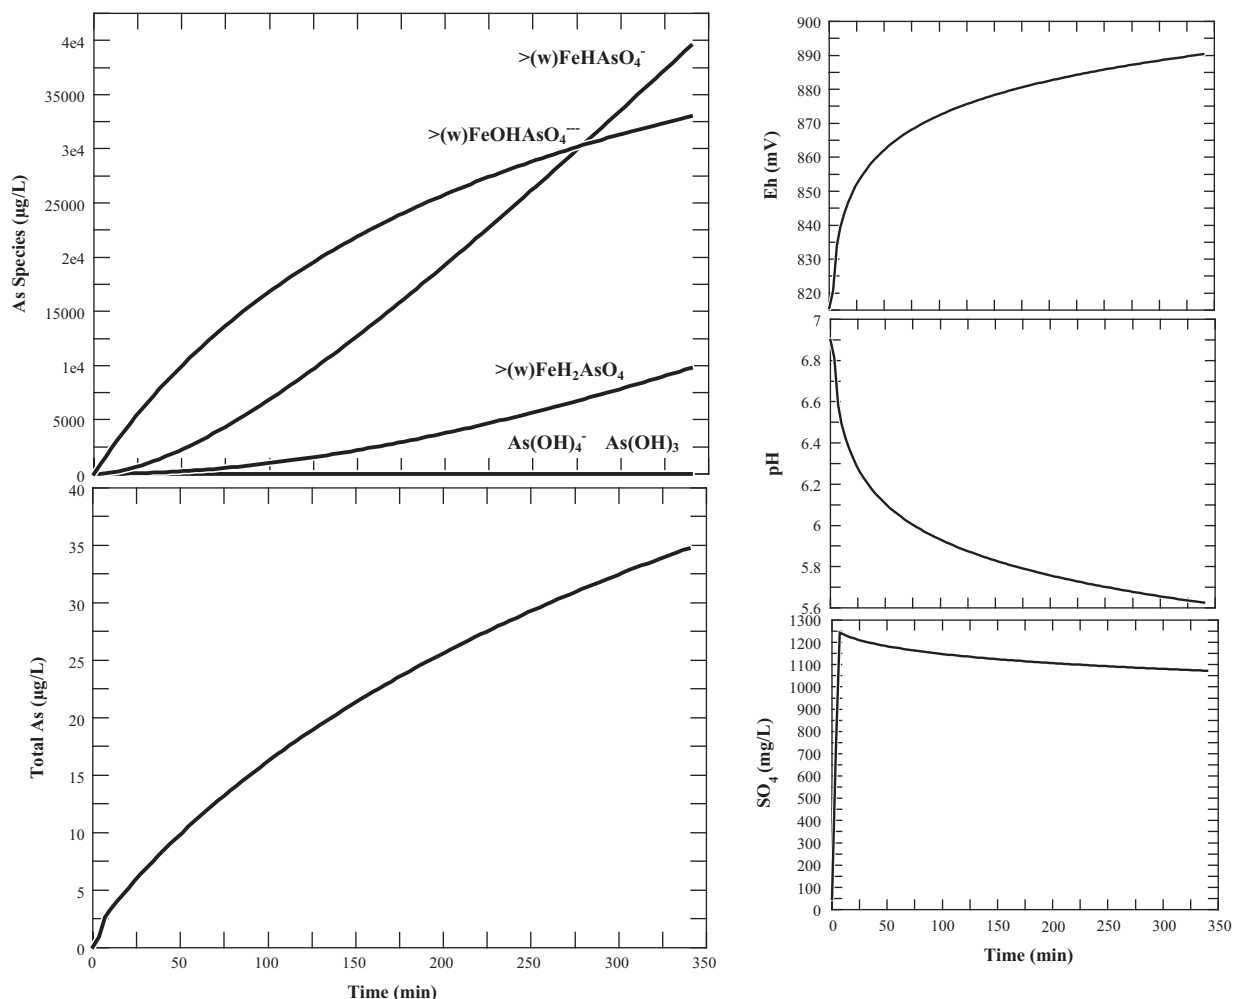 4e4
35000
3e4
25000
2e4
15000
1e4
5000
0
As Species (µg/L)
>(w)FeHAsO₄⁻
>(w)FeOHAsO₄⁻⁻⁻
>(w)FeH₂AsO₄
As(OH)₄⁻ As(OH)₃
40
35
30
25
20
15
10
5
0
Total As (µg/L)
0 50 100 150 200 250 300 350
Time (min)
900
890
880
870
860
850
840
830
820
Eh (mV)
7
6.8
6.6
6.4
6.2
6
5.8
5.6
pH
1300
1200
1100
1000
900
800
700
600
500
400
300
200
100
0
SO₄ (mg/L)
0 50 100 150 200 250 300 350
Time (min)